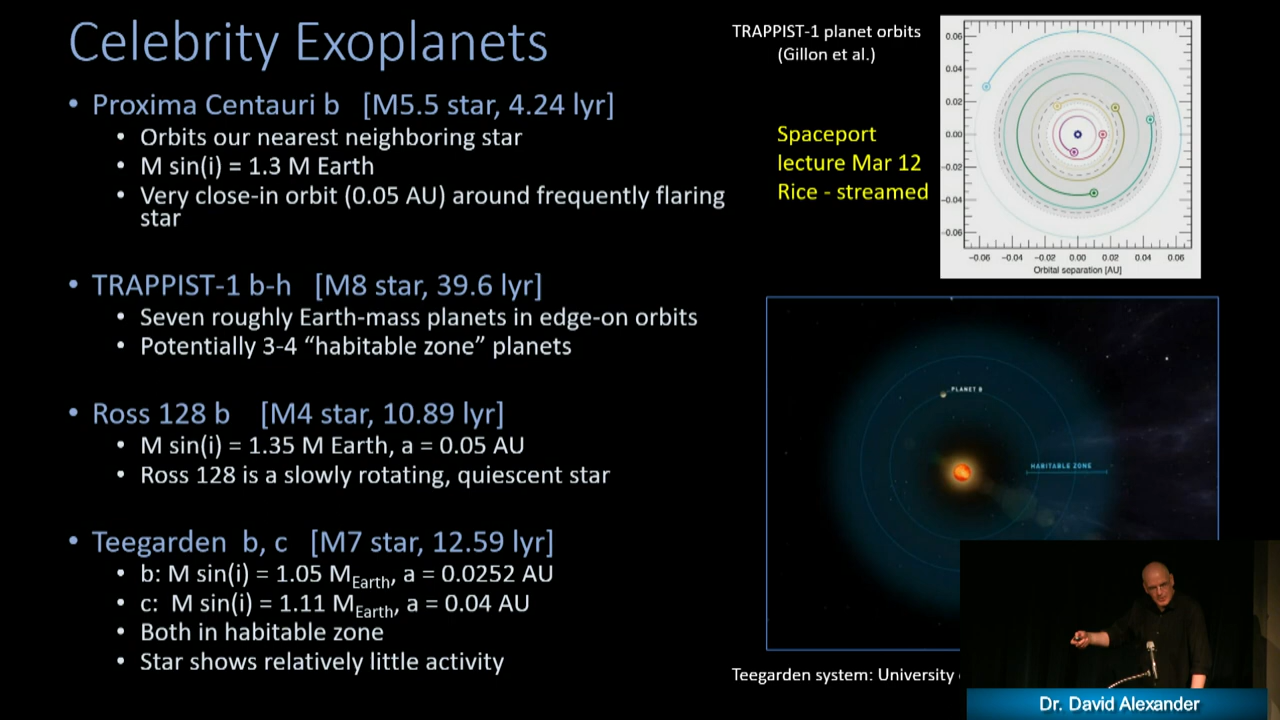 Celebrity Exoplanets
• Proxima Centauri b [M5.5 star, 4.24 lyr]
• Orbits our nearest neighboring star
• M sin(i) = 1.3 M Earth
• Very close-in orbit (0.05 AU) around frequently flaring
star
• TRAPPIST-1 b-h [M8 star, 39.6 lyr]
• Seven roughly Earth-mass planets in edge-on orbits
• Potentially 3-4 “habitable zone” planets
• Ross 128 b [M4 star, 10.89 lyr]
• M sin(i) = 1.35 M Earth, a = 0.05 AU
• Ross 128 is a slowly rotating, quiescent star
• Teegarden b, c [M7 star, 12.59 lyr]
• b: M sin(i) = 1.05 MEarth, a = 0.0252 AU
• c: M sin(i) = 1.11 MEarth, a = 0.04 AU
• Both in habitable zone
• Star shows relatively little activity
TRAPPIST-1 planet orbits
(Gillon et al.)
Spaceport
lecture Mar 12
Rice - streamed
0.06
0.04
0.02
0.00
-0.02
-0.04
-0.06
-0.06 -0.04 -0.02 0.00 0.02 0.04 0.06
Orbital separation [AU]
PLANET B
HABITABLE ZONE
Teegarden system: University
Dr. David Alexander